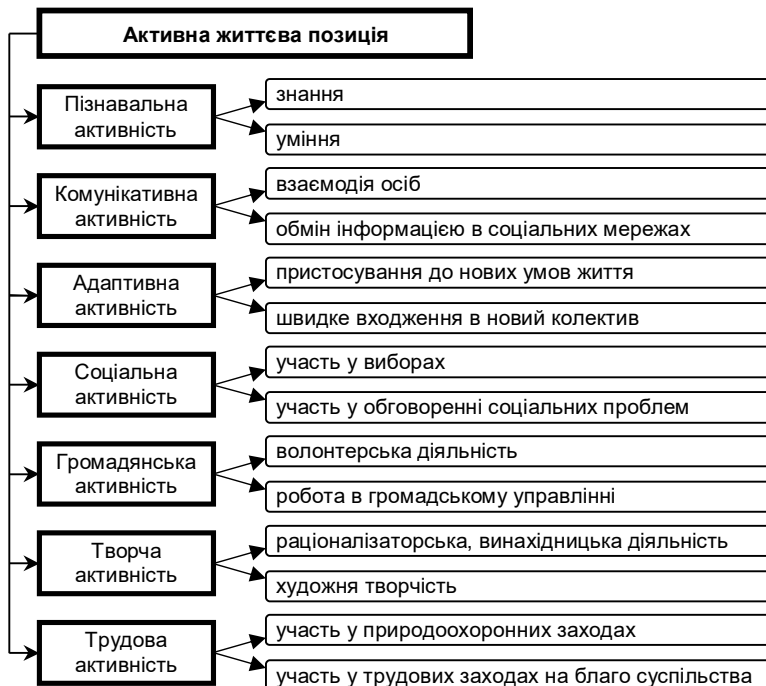 Активна життєва позиція
Пізнавальна
активність
знання
уміння
Комунікативна
активність
взаємодія осіб
обмін інформацією в соціальних мережах
Адаптивна
активність
пристосування до нових умов життя
швидке входження в новий колектив
Соціальна
активність
участь у виборах
участь у обговоренні соціальних проблем
Громадянська
активність
волонтерська діяльність
робота в громадському управлінні
Творча
активність
раціоналізаторська, винахідницька діяльність
художня творчість
Трудова
активність
участь у природоохоронних заходах
участь у трудових заходах на благо суспільства